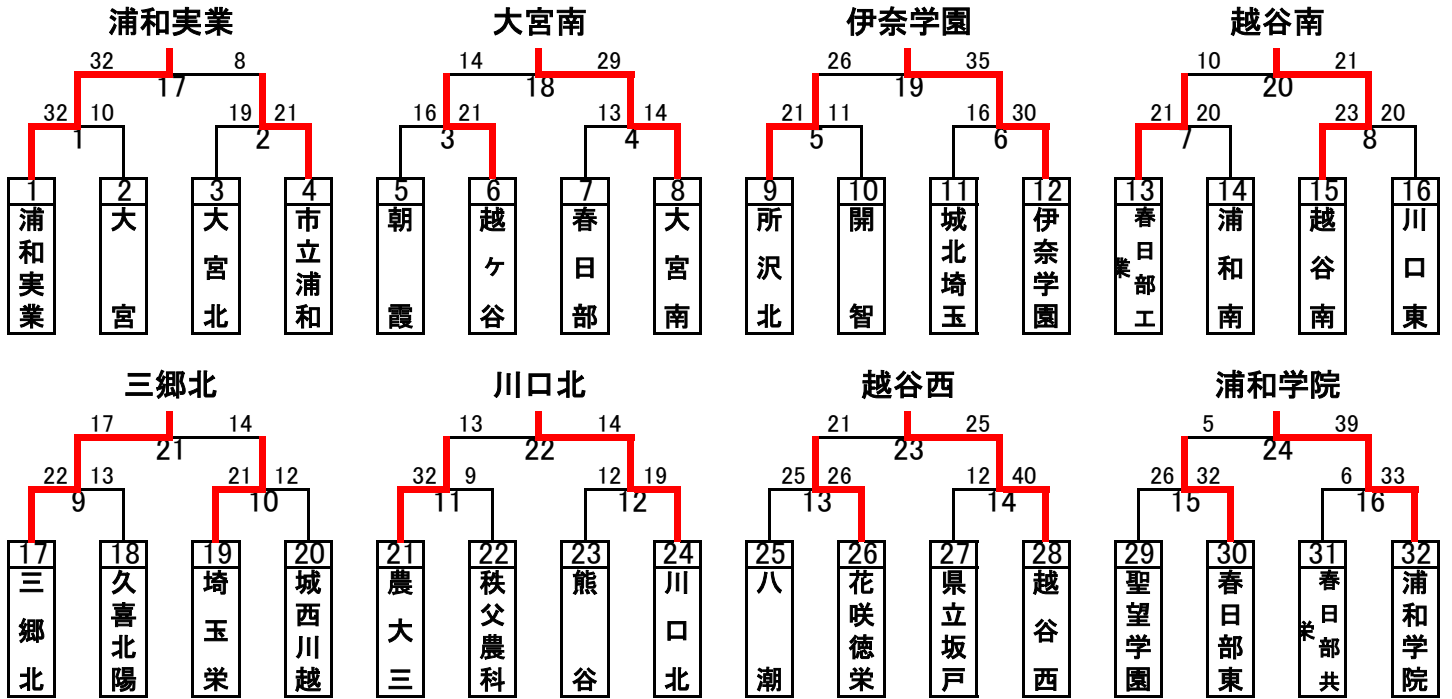 浦和実業 大宮南 伊奈学園 越谷南
32 8 14 29 26 35 10 21
17 18 19 20
32 10 19 21 16 21 13 14 21 11 16 30 21 20 23 20
1 2 3 4 5 6 7 8
1 2 3 4 5 6 7 8 9 10 11 12 13 14 15 16
浦和実業 大宮 大宮北 市立浦和 朝霞 越ヶ谷 春日部 大宮南 所沢北 開智 城北埼玉 伊奈学園 春日部工業 浦和南 越谷南 川口東
三郷北 川口北 越谷西 浦和学院
17 14 13 14 21 25 5 39
21 22 23 24
22 13 21 12 32 9 12 19 25 26 12 40 26 32 6 33
9 10 11 12 13 14 15 16
17 18 19 20 21 22 23 24 25 26 27 28 29 30 31 32
三郷北 久喜北陽 埼玉栄 城西川越 農大三 秩父農科 熊谷 川口北 八潮 花咲徳栄 県立坂戸 越谷西 聖望学園 春日部東 春日部共栄 浦和学院